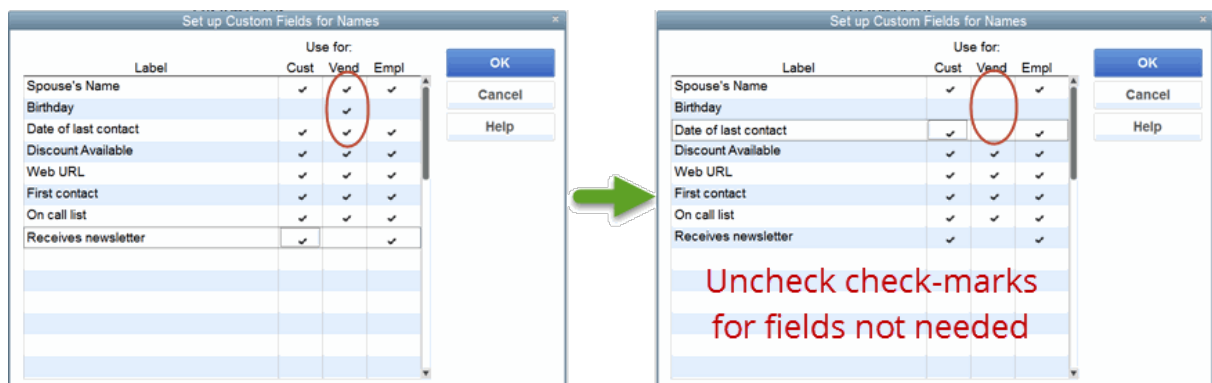 Set up Custom Fields for Names
Use for:
Label Cust Vend Empl
Spouse's Name
Birthday
Date of last contact
Discount Available
Web URL
First contact
On call list
Receives newsletter
OK
Cancel
Help
Set up Custom Fields for Names
Use for:
Label Cust Vend Empl
Spouse's Name
Birthday
Date of last contact
Discount Available
Web URL
First contact
On call list
Receives newsletter
OK
Cancel
Help
Uncheck check-marks
for fields not needed